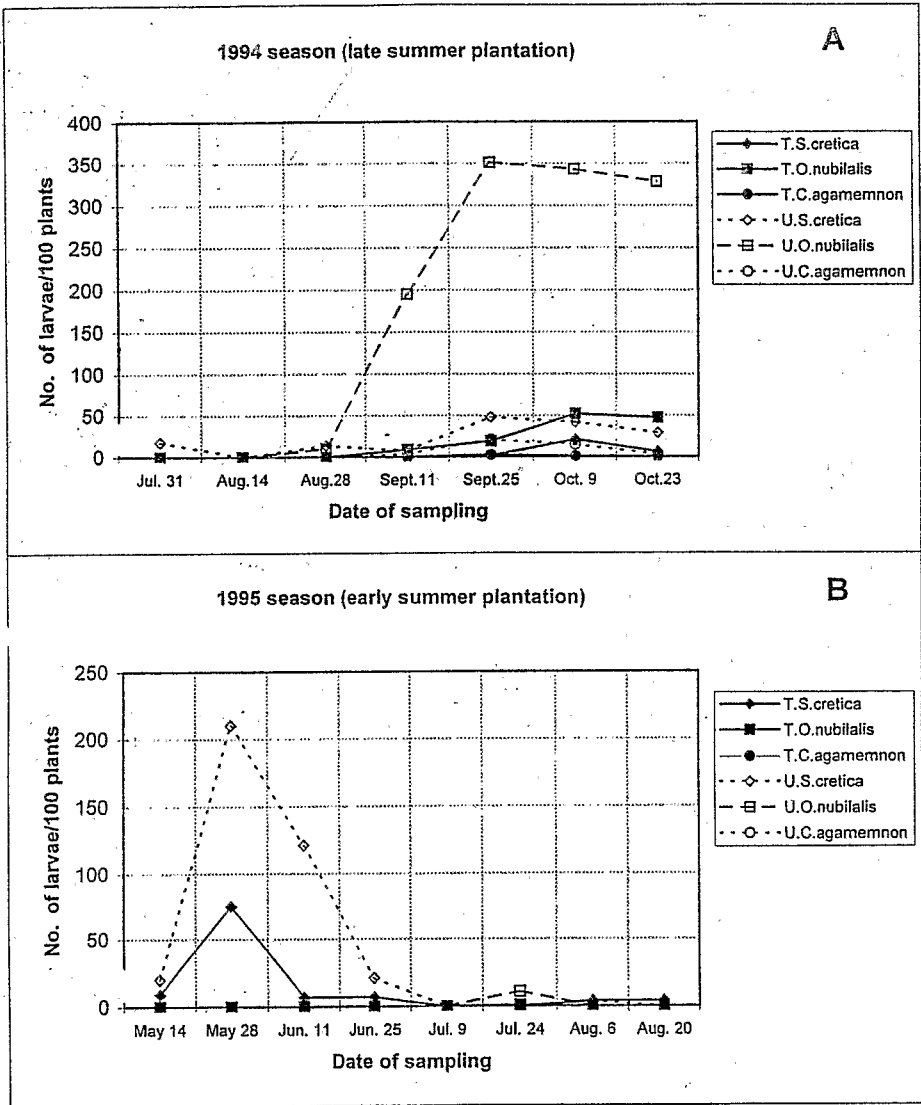 A
1994 season (late summer plantation)
No. of larvae/100 plants
400
350
300
250
200
150
100
50
0
Jul. 31 Aug.14 Aug.28 Sept.11 Sept.25 Oct. 9 Oct.23
Date of sampling
T.S.cretica
T.O.nubilalis
T.C.agamemnon
U.S.cretica
U.O.nubilalis
U.C.agamemnon
B
1995 season (early summer plantation)
No. of larvae/100 plants
250
200
150
100
50
0
May 14 May 28 Jun. 11 Jun. 25 Jul. 9 Jul. 24 Aug. 6 Aug. 20
Date of sampling
T.S.cretica
T.O.nubilalis
T.C.agamemnon
U.S.cretica
U.O.nubilalis
U.C.agamemnon